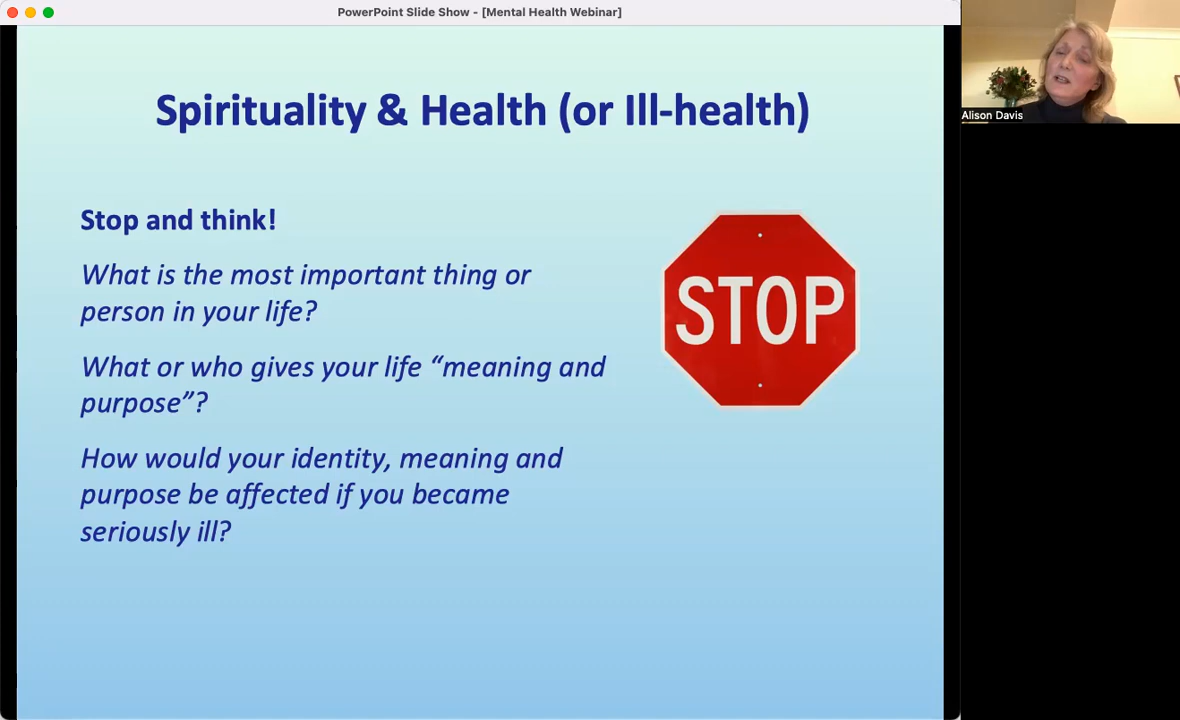 PowerPoint Slide Show - [Mental Health Webinar]
Spirituality & Health (or Ill-health)
Stop and think!
What is the most important thing or
person in your life?
What or who gives your life “meaning and
purpose”?
How would your identity, meaning and
purpose be affected if you became
seriously ill?
STOP
Alison Davis